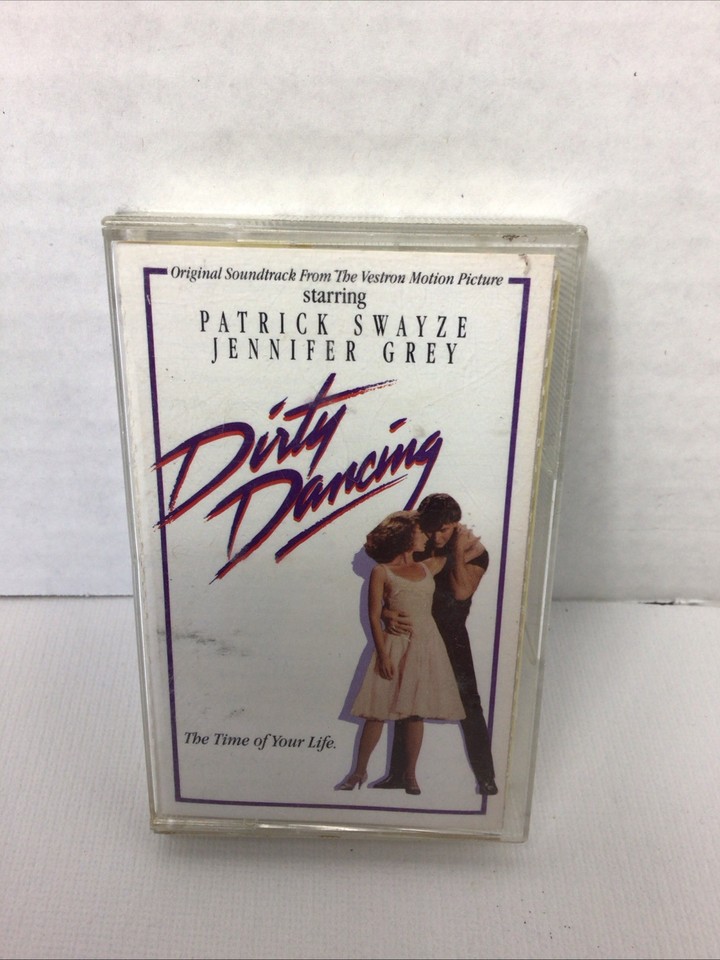 Original Soundtrack From The Vestron Motion Picture
starring
PATRICK SWAYZE
JENNIFER GREY
Dirty
Dancing
The Time of Your Life.